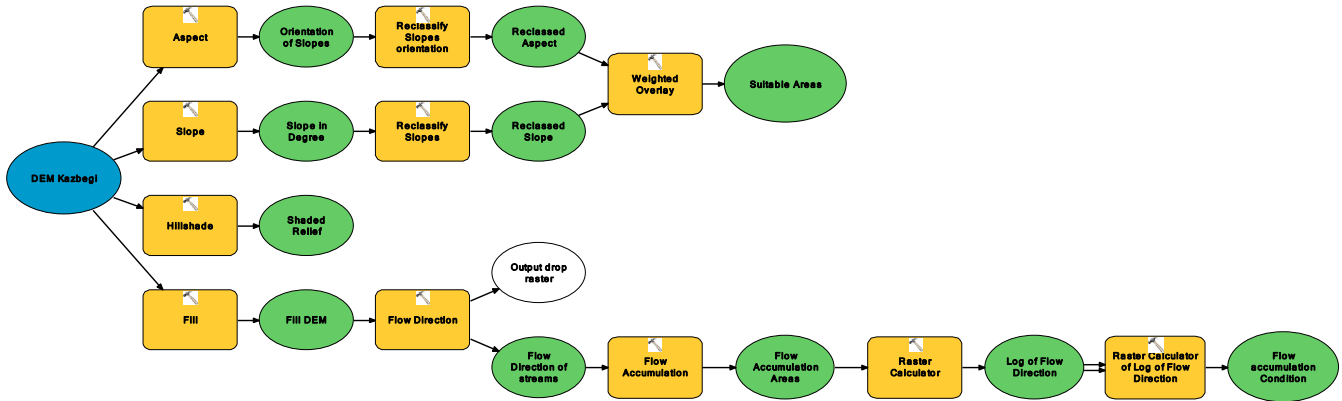 Aspect
Orientation
of Slopes
Reclassify
Slopes
orientation
Reclassed
Aspect
Weighted
Overlay
Suitable Areas
Slope
Slope in
Degree
Reclassify
Slopes
Reclassed
Slope
DEM Kazbegi
Hillshade
Shaded
Relief
Output drop
raster
Fill
Fill DEM
Flow Direction
Flow
Direction of
streams
Flow
Accumulation
Flow
Accumulation
Areas
Raster
Calculator
Log of Flow
Direction
Raster Calculator
of Log of Flow
Direction
Flow
accumulation
Condition